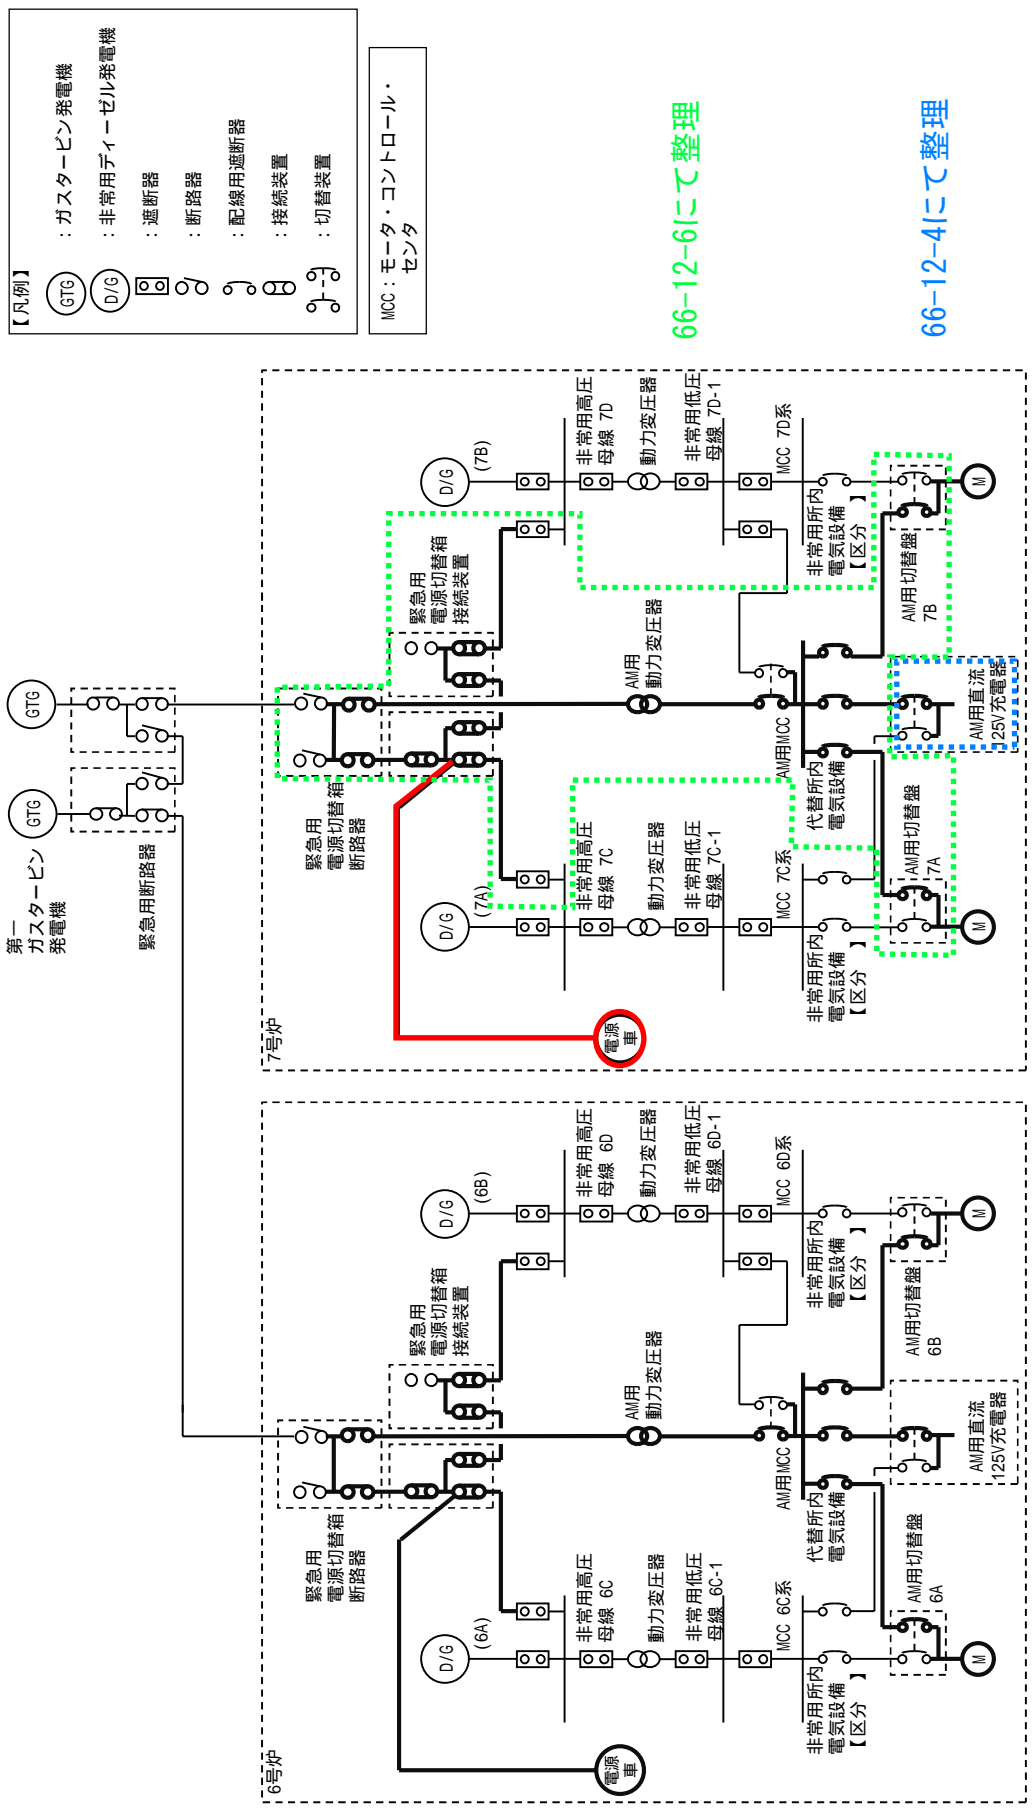 【凡例】
GTG
：ガスタービン発電機
D/G
：非常用ディーゼル発電機
：遮断器
：断路器
：配線用遮断器
：接続装置
：切替装置
MCC：モータ・コントロール・
センタ
66-12-6にて整理
66-12-4にて整理
第一
ガスタービン
発電機
GTG
GTG
緊急用断路器
7号炉
緊急用
電源切替箱
断路器
緊急用
電源切替箱
接続装置
D/G
(7A)
D/G
(7B)
非常用高圧
母線 7C
非常用高圧
母線 7D
動力変圧器
AM用
動力変圧器
動力変圧器
非常用低圧
母線 7C-1
非常用低圧
母線 7D-1
MCC 7C系
AM用MCC
MCC 7D系
非常用所内
電気設備
【区分　】
代替所内
電気設備
非常用所内
電気設備
【区分　】
AM用切替盤
7A
AM用直流
125V充電器
AM用切替盤
7B
M
M
電源
車
6号炉
緊急用
電源切替箱
断路器
緊急用
電源切替箱
接続装置
D/G
(6A)
D/G
(6B)
非常用高圧
母線 6C
非常用高圧
母線 6D
動力変圧器
AM用
動力変圧器
動力変圧器
非常用低圧
母線 6C-1
非常用低圧
母線 6D-1
MCC 6C系
AM用MCC
MCC 6D系
非常用所内
電気設備
【区分　】
代替所内
電気設備
非常用所内
電気設備
【区分　】
AM用切替盤
6A
AM用直流
125V充電器
AM用切替盤
6B
M
M
電源
車